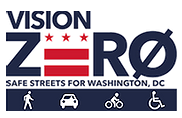 VISION
ZERØ
SAFE STREETS FOR WASHINGTON, DC